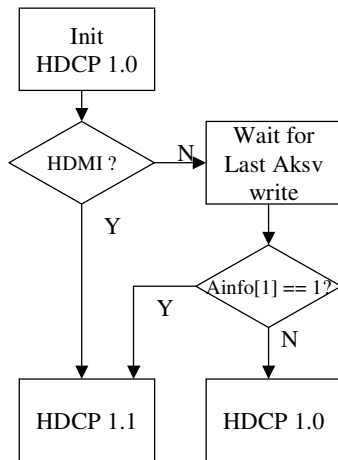 Init
HDCP 1.0
HDMI ?
N
Wait for
Last Aksv
write
Y
Ainfo[1] == 1?
Y
N
HDCP 1.1
HDCP 1.0